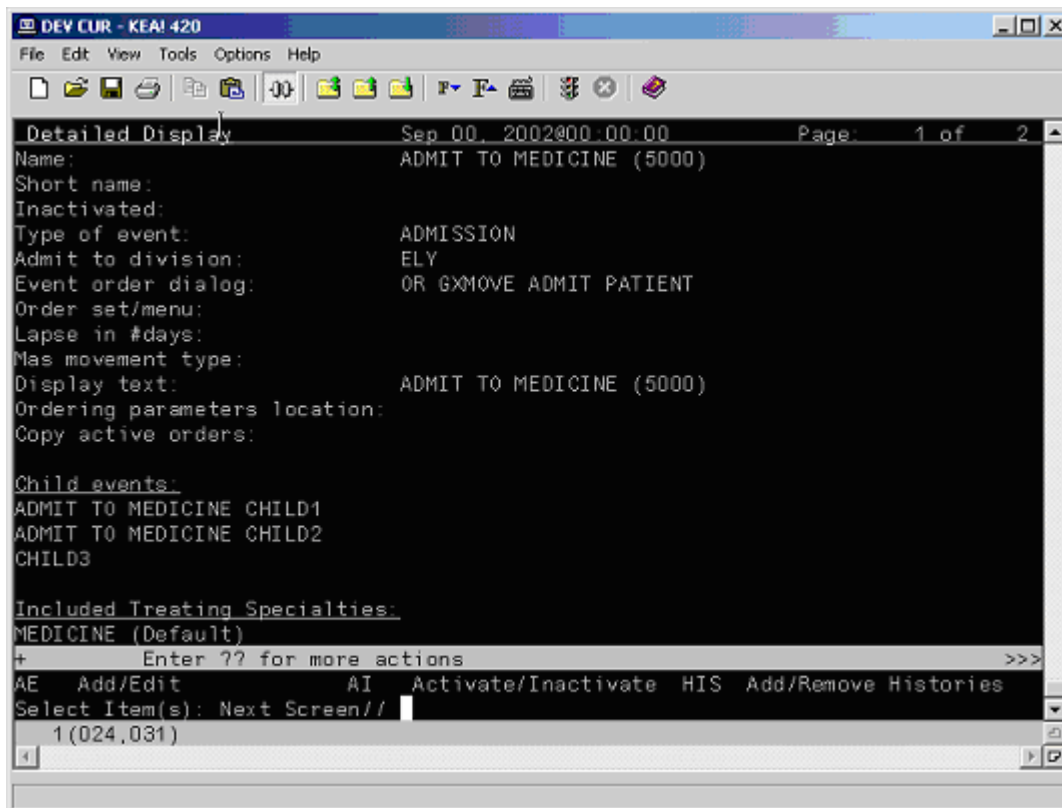 DEV CUR - KEA! 420
File Edit View Tools Options Help
Detailed Display Sep 00, 2002@00:00:00 Page: 1 of 2
Name: ADMIT TO MEDICINE (5000)
Short name:
Inactivated:
Type of event: ADMISSION
Admit to division: ELY
Event order dialog: OR GXMOVE ADMIT PATIENT
Order set/menu:
Lapse in #days:
Mas movement type:
Display text: ADMIT TO MEDICINE (5000)
Ordering parameters location:
Copy active orders:
Child events:
ADMIT TO MEDICINE CHILD1
ADMIT TO MEDICINE CHILD2
CHILD3
Included Treating Specialties:
MEDICINE (Default)
+ Enter ?? for more actions >>>
AE Add/Edit AI Activate/Inactivate HIS Add/Remove Histories
Select Item(s): Next Screen//
1(024,031)